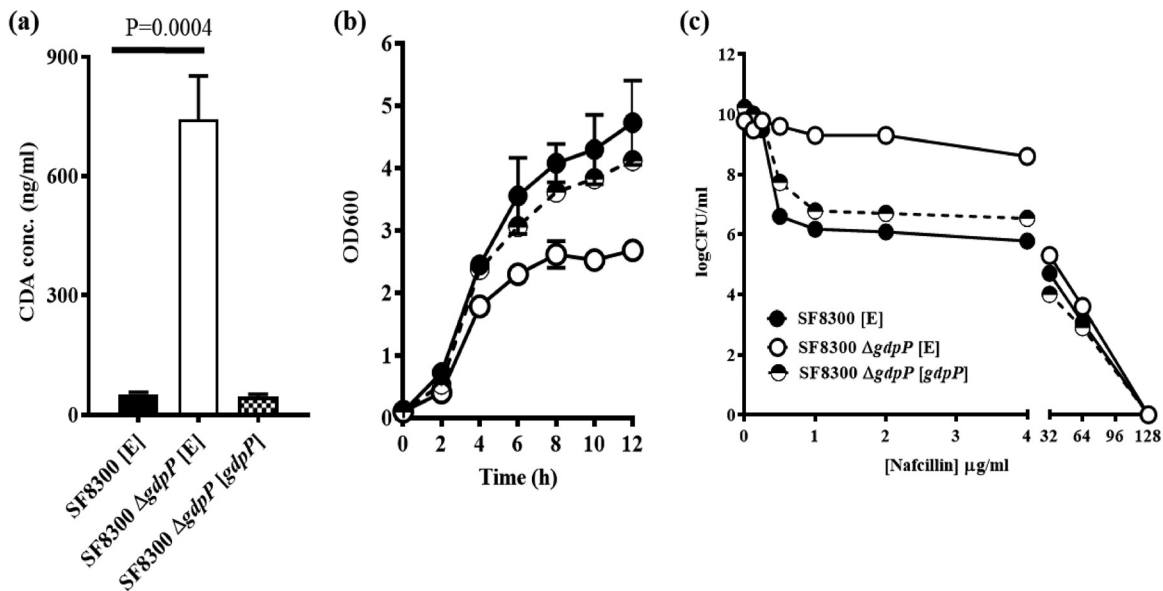 (a)
P=0.0004
900
600
300
0
CDA conc. (ng/ml)
SF8300 [E]
SF8300 ΔgdpP [E]
SF8300 ΔgdpP [gdpP]
(b)
6
5
4
3
2
1
0
OD600
0 2 4 6 8 10 12
Time (h)
(c)
15
10
8
6
4
2
0
logCFU/ml
SF8300 [E]
SF8300 ΔgdpP [E]
SF8300 ΔgdpP [gdpP]
0 1 2 3 4 32 64 96 128
[Nafcillin] µg/ml